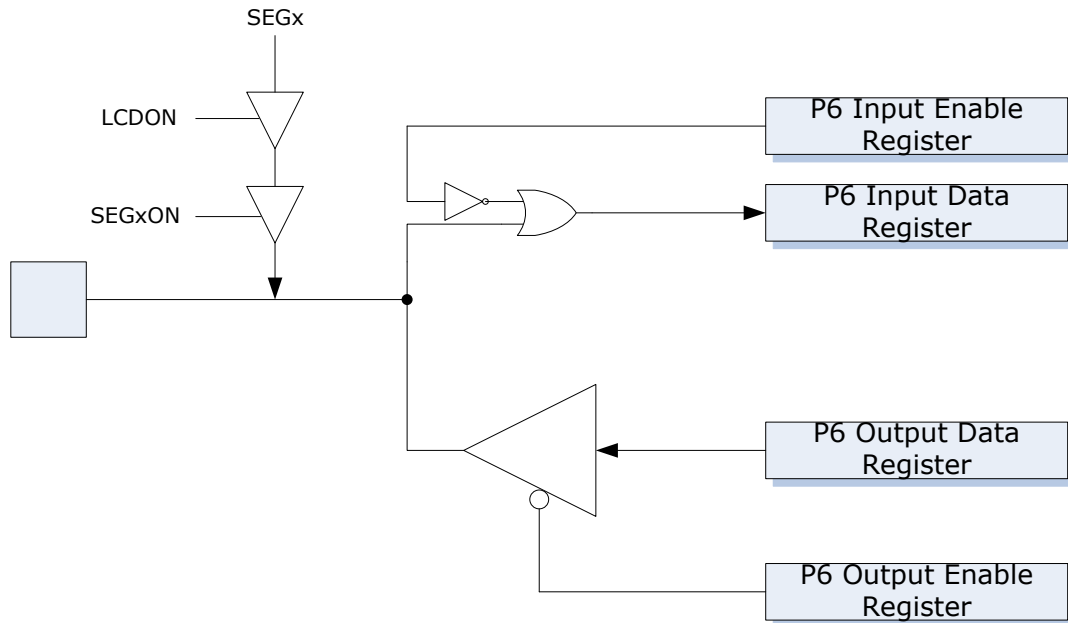 SEGx
LCDON
SEGxON
P6 Input Enable
Register
P6 Input Data
Register
P6 Output Data
Register
P6 Output Enable
Register